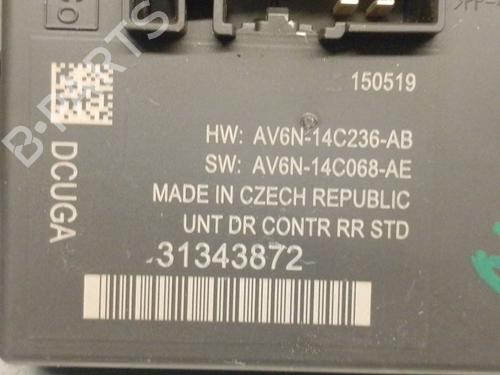 150519
HW: AV6N-14C236-AB
SW: AV6N-14C068-AE
MADE IN CZECH REPUBLIC
UNT DR CONTR RR STD
31343872
DCUGA
B-PARTS